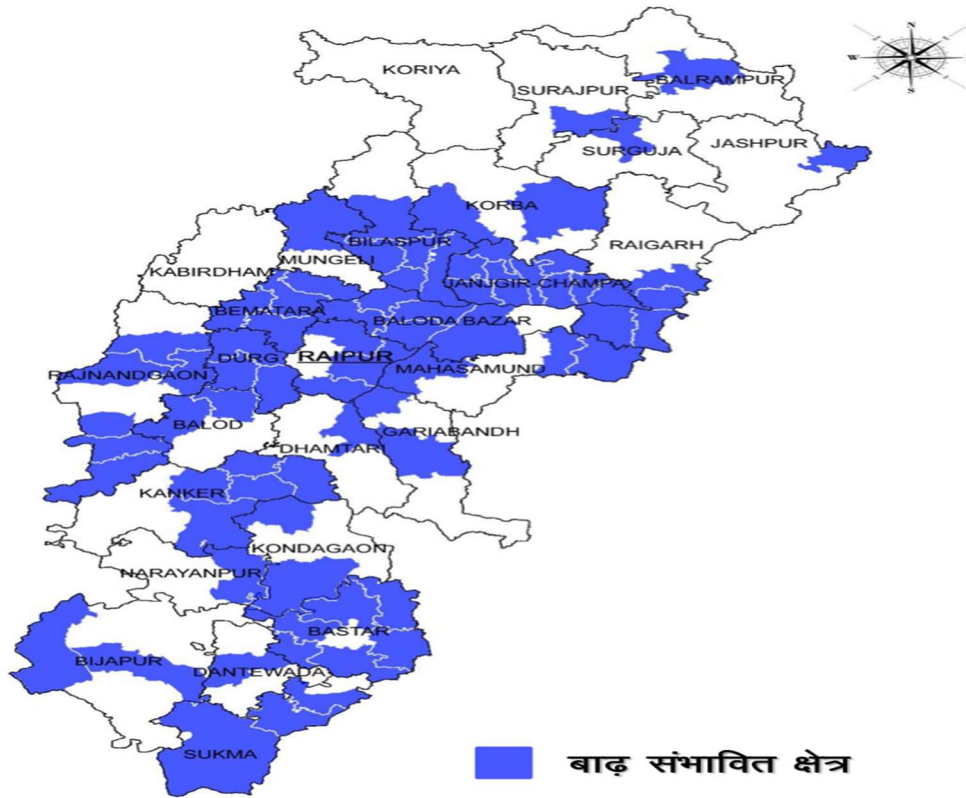 KORIYA
SURAJPUR
BALRAMPUR
W
N
S
SURGUJA
JASHPUR
KORBA
RAIGARH
BILASPUR
MUNGELI
KABIRDHAM
JANJGIR-CHAMPA
BEMATARA
BALODA BAZAR
DURG
RAIPUR
RAJNANDGAON
MAHASAMUND
BALOD
GARIABANDH
DHAMTARI
KANKER
KONDAGAON
NARAYANPUR
BASTAR
BIJAPUR
DANTEWADA
SUKMA
बाढ़ संभावित क्षेत्र